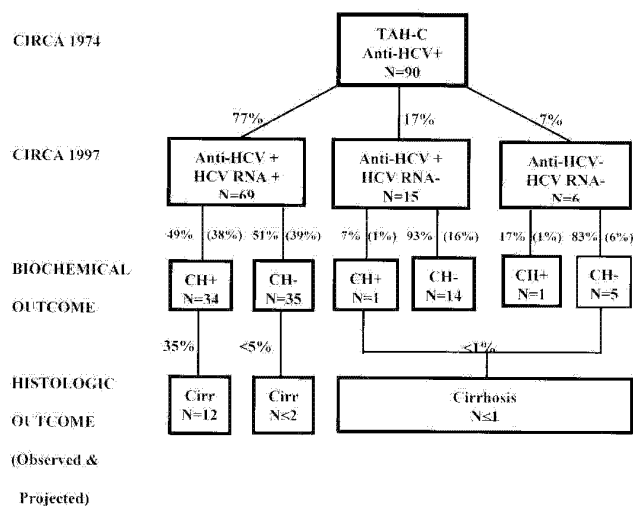 CIRCA 1974
TAH-C
Anti-HCV+
N=90
77%
17%
7%
CIRCA 1997
Anti-HCV +
HCV RNA +
N=69
Anti-HCV +
HCV RNA-
N=15
Anti-HCV-
HCV RNA-
N=6
49% (38%) 51% (39%) 7% (1%) 93% (16%) 17% (1%) 83% (6%)
BIOCHEMICAL
OUTCOME
CH+
N=34
CH-
N=35
CH+
N=1
CH-
N=14
CH+
N=1
CH-
N=5
35%
<5%
<1%
HISTOLOGIC
OUTCOME
(Observed &
Projected)
Cirr
N=12
Cirr
N≤2
Cirrhosis
N≤1